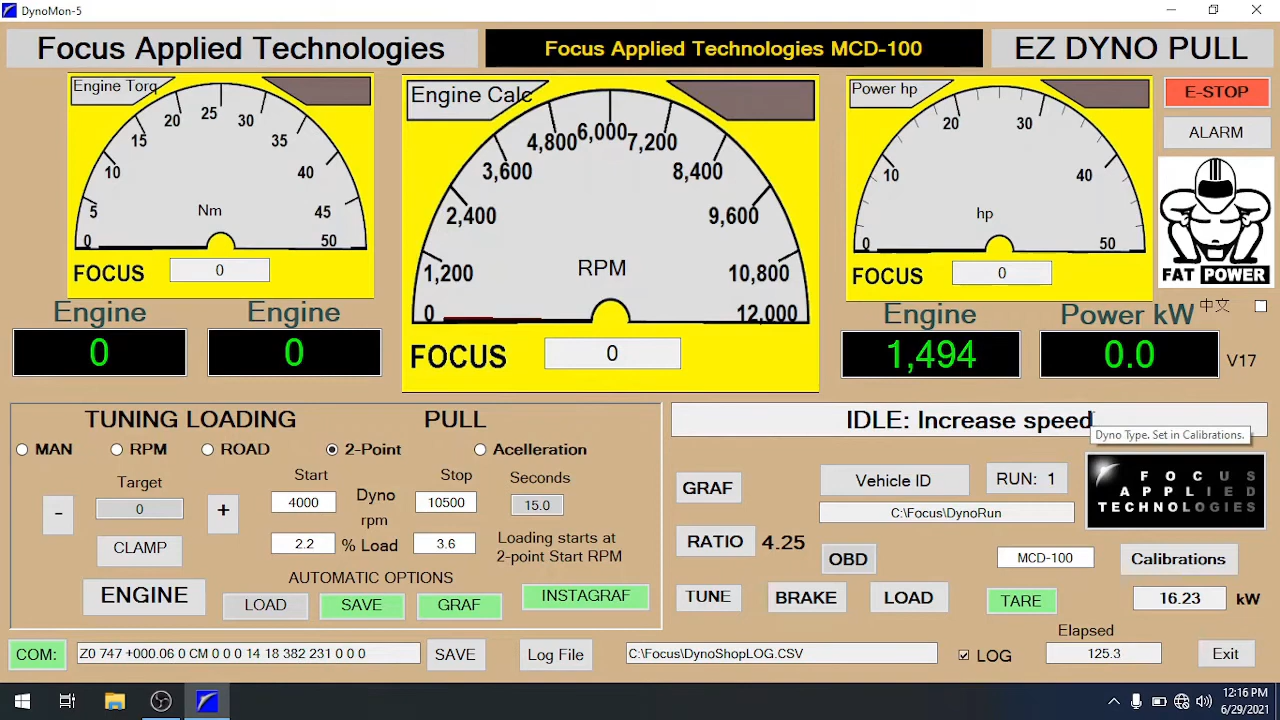 DynoMon-5
Focus Applied Technologies
Focus Applied Technologies MCD-100
EZ DYNO PULL
Engine Torq
0 5 10 15 20 25 30 35 40 45 50
Nm
FOCUS 0
Engine Calc
0 1,200 2,400 3,600 4,800 6,000 7,200 8,400 9,600 10,800 12,000
RPM
FOCUS 0
Power hp
0 10 20 30 40 50
hp
FOCUS 0
E-STOP
ALARM
FAT POWER
Engine Engine
0 0
Engine Power kW 中文
1,494 0.0 V17
TUNING LOADING PULL
MAN RPM ROAD 2-Point Acelleration
Target Start Stop Seconds
- 0 + 4000 Dyno 10500 15.0
rpm
CLAMP 2.2 % Load 3.6
Loading starts at
2-point Start RPM
AUTOMATIC OPTIONS
ENGINE LOAD SAVE GRAF INSTAGRAF
IDLE: Increase speed
Dyno Type. Set in Calibrations.
GRAF Vehicle ID RUN: 1
C:\Focus\DynoRun
FOCUS
APPLIED
TECHNOLOGIES
RATIO 4.25 OBD MCD-100 Calibrations
TUNE BRAKE LOAD TARE 16.23 kW
COM: Z0 747 +000.06 0 CM 0 0 0 14 18 382 231 0 0 0 SAVE Log File C:\Focus\DynoShopLOG.CSV LOG
Elapsed
125.3 Exit
12:16 PM
6/29/2021